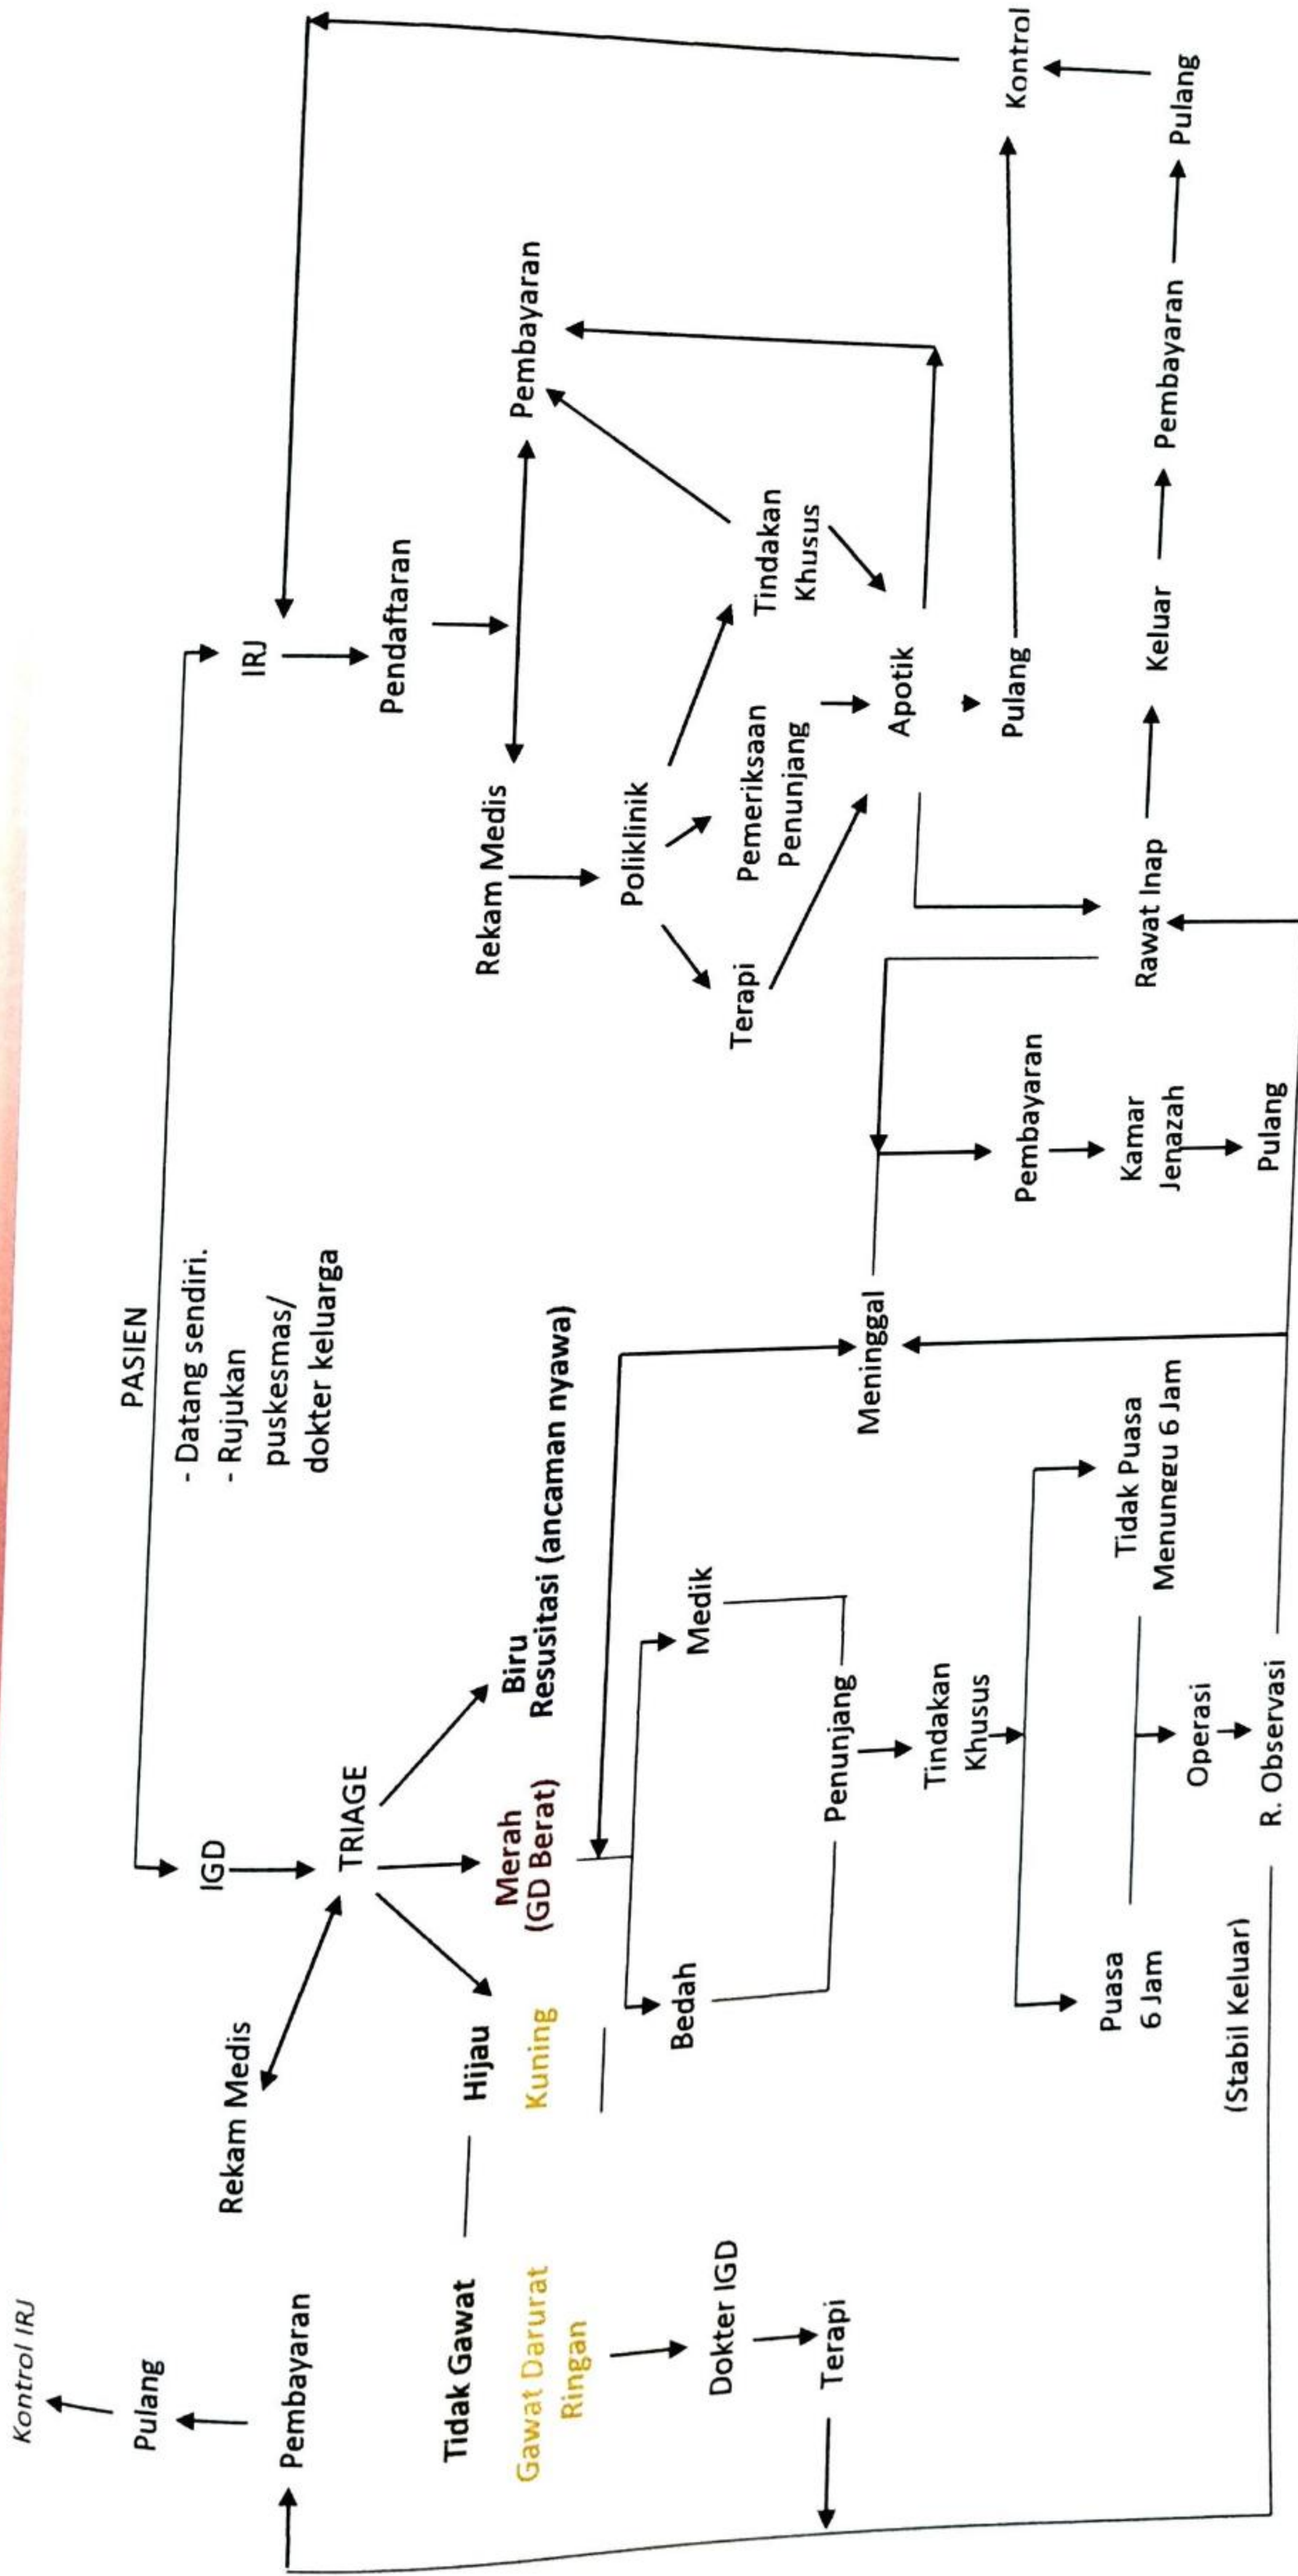 PASIEN
- Datang sendiri.
- Rujukan
puskesmas/
dokter keluarga
Kontrol IRJ
Pulang
Pembayaran
Rekam Medis
IGD
TRIAGE
Tidak Gawat
Hijau
Gawat Darurat
Ringan
Kuning
Merah
(GD Berat)
Biru
Resusitasi (ancaman nyawa)
Dokter IGD
Terapi
Bedah
Medik
Penunjang
Tindakan
Khusus
Puasa
6 Jam
Tidak Puasa
Menunggu 6 Jam
Operasi
(Stabil Keluar)
R. Observasi
Meninggal
Pembayaran
Kamar
Jenazah
Pulang
IRJ
Pendaftaran
Rekam Medis
Pembayaran
Poliklinik
Terapi
Pemeriksaan
Penunjang
Tindakan
Khusus
Apotik
Pulang
Kontrol
Rawat Inap
Keluar
Pembayaran
Pulang